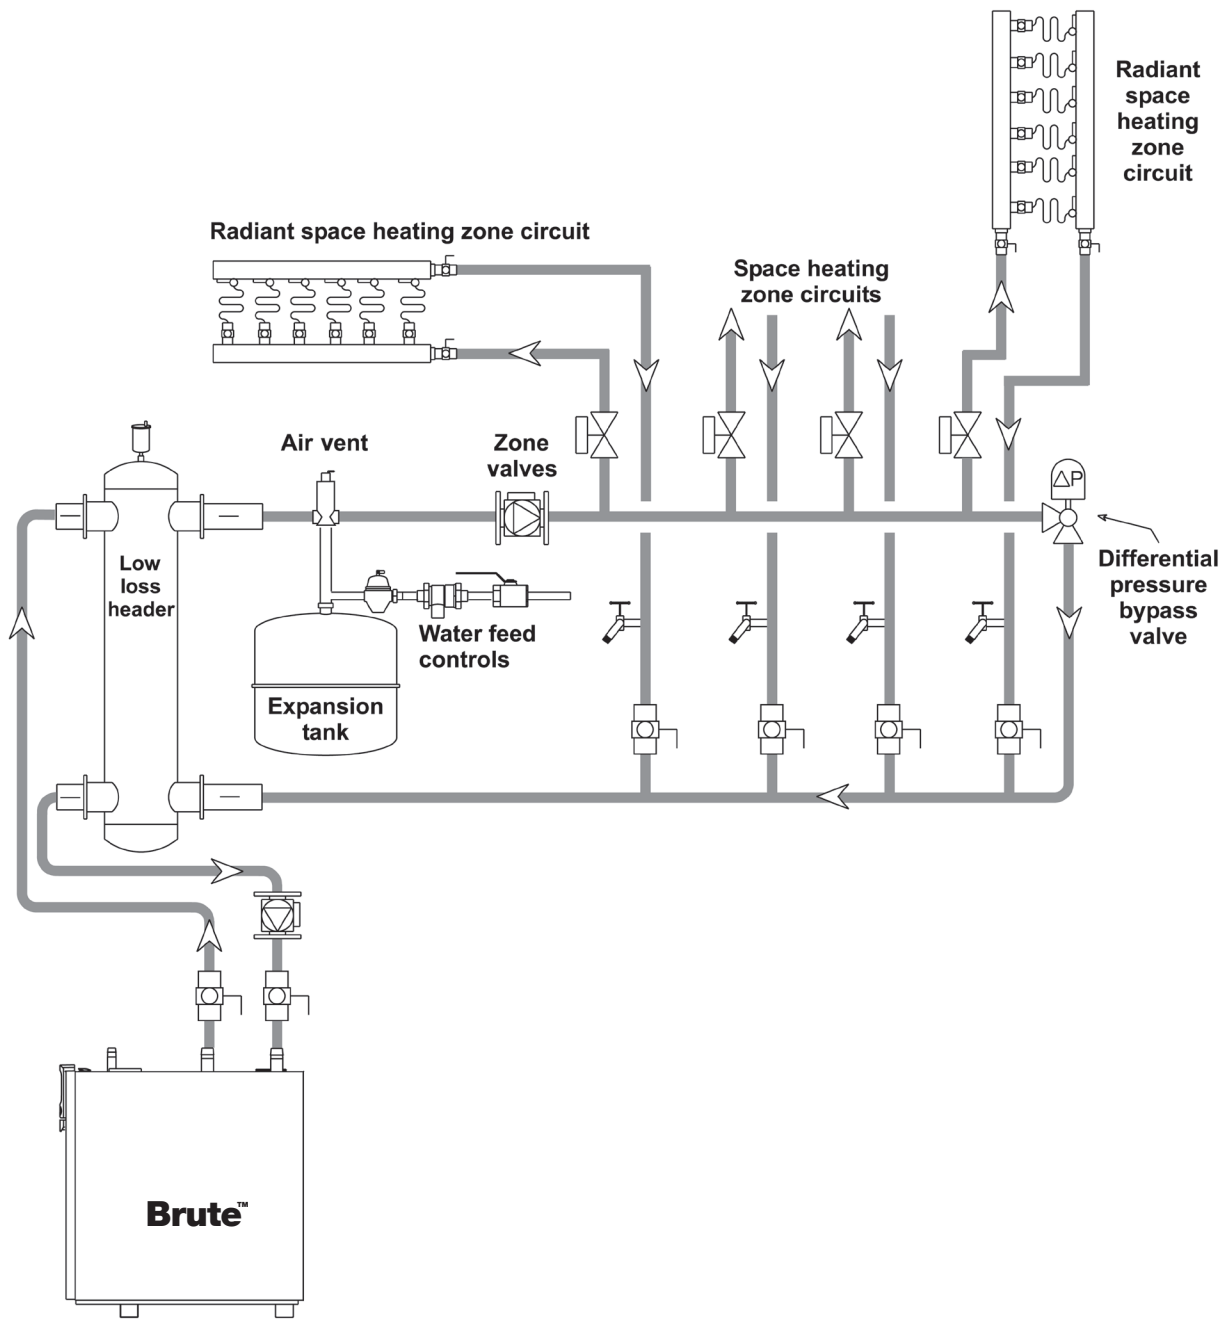 Radiant
space
heating
zone
circuit
Radiant space heating zone circuit
Space heating
zone circuits
Air vent
Zone
valves
ΔP
Low
loss
header
Differential
pressure
bypass
valve
Water feed
controls
Expansion
tank
Brute™